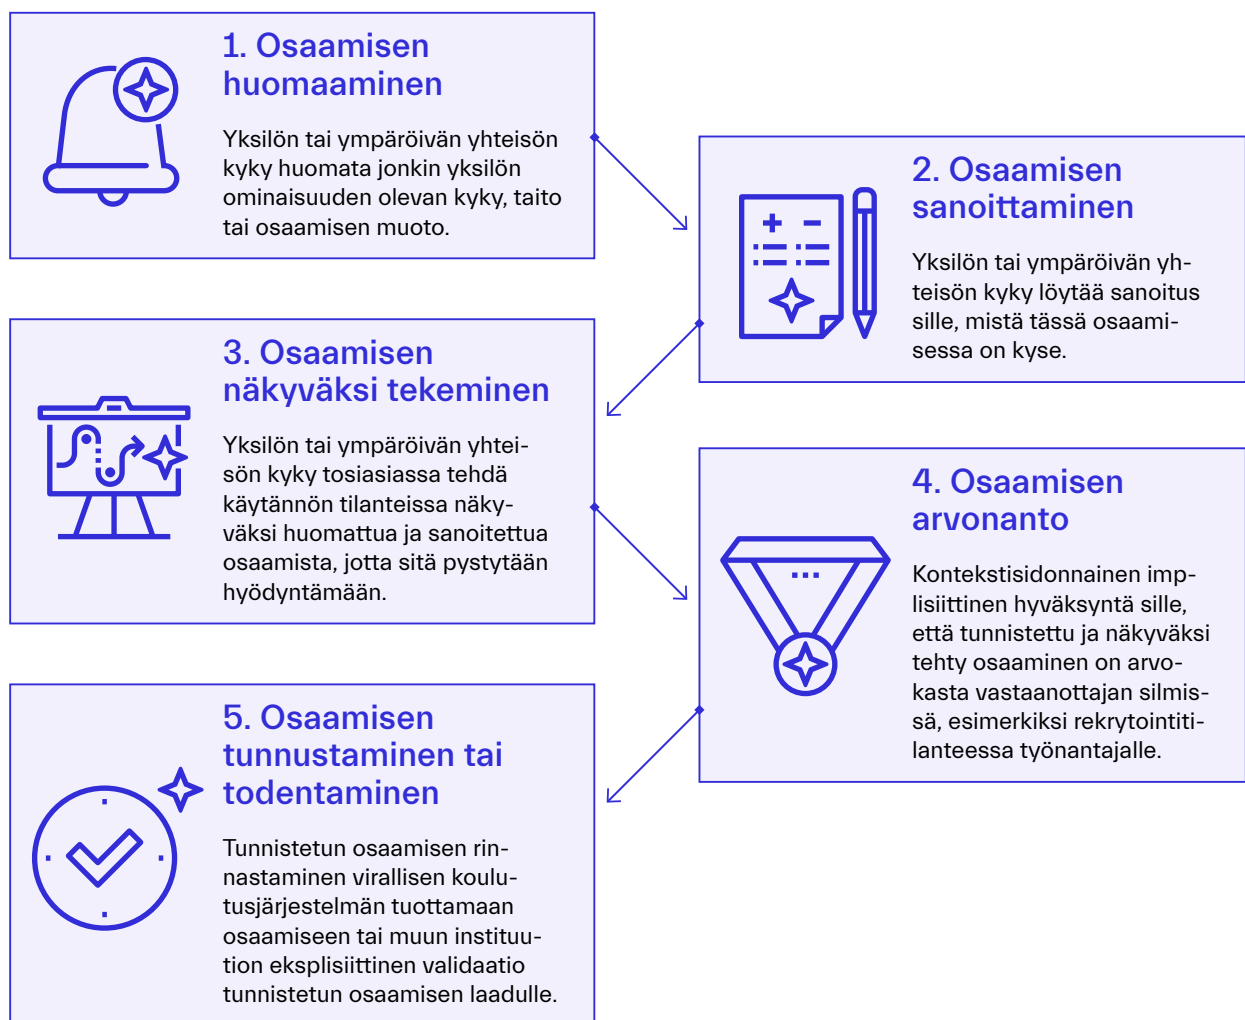 1. Osaamisen
huomaaminen
Yksilön tai ympäröivän yhteisön
kyky huomata jonkin yksilön
ominaisuuden olevan kyky, taito
tai osaamisen muoto.
2. Osaamisen
sanoittaminen
Yksilön tai ympäröivän yh-
teisön kyky löytää sanoitus
sille, mistä tässä osaami-
sessa on kyse.
3. Osaamisen
näkyväksi tekeminen
Yksilön tai ympäröivän yhtei-
sön kyky tosiasiassa tehdä
käytännön tilanteissa näky-
väksi huomattua ja sanoitettua
osaamista, jotta sitä pystytään
hyödyntämään.
4. Osaamisen
arvonanto
Kontekstisidonnainen imp-
lisiittinen hyväksyntä sille,
että tunnistettu ja näkyväksi
tehty osaaminen on arvo-
kasta vastaanottajan silmis-
sä, esimerkiksi rekrytointiti-
lanteessa työnantajalle.
5. Osaamisen
tunnustaminen tai
todentaminen
Tunnistetun osaamisen rin-
nastaminen virallisen koulu-
tusjärjestelmän tuottamaan
osaamiseen tai muun instituu-
tion eksplisiittinen validaatio
tunnistetun osaamisen laadulle.